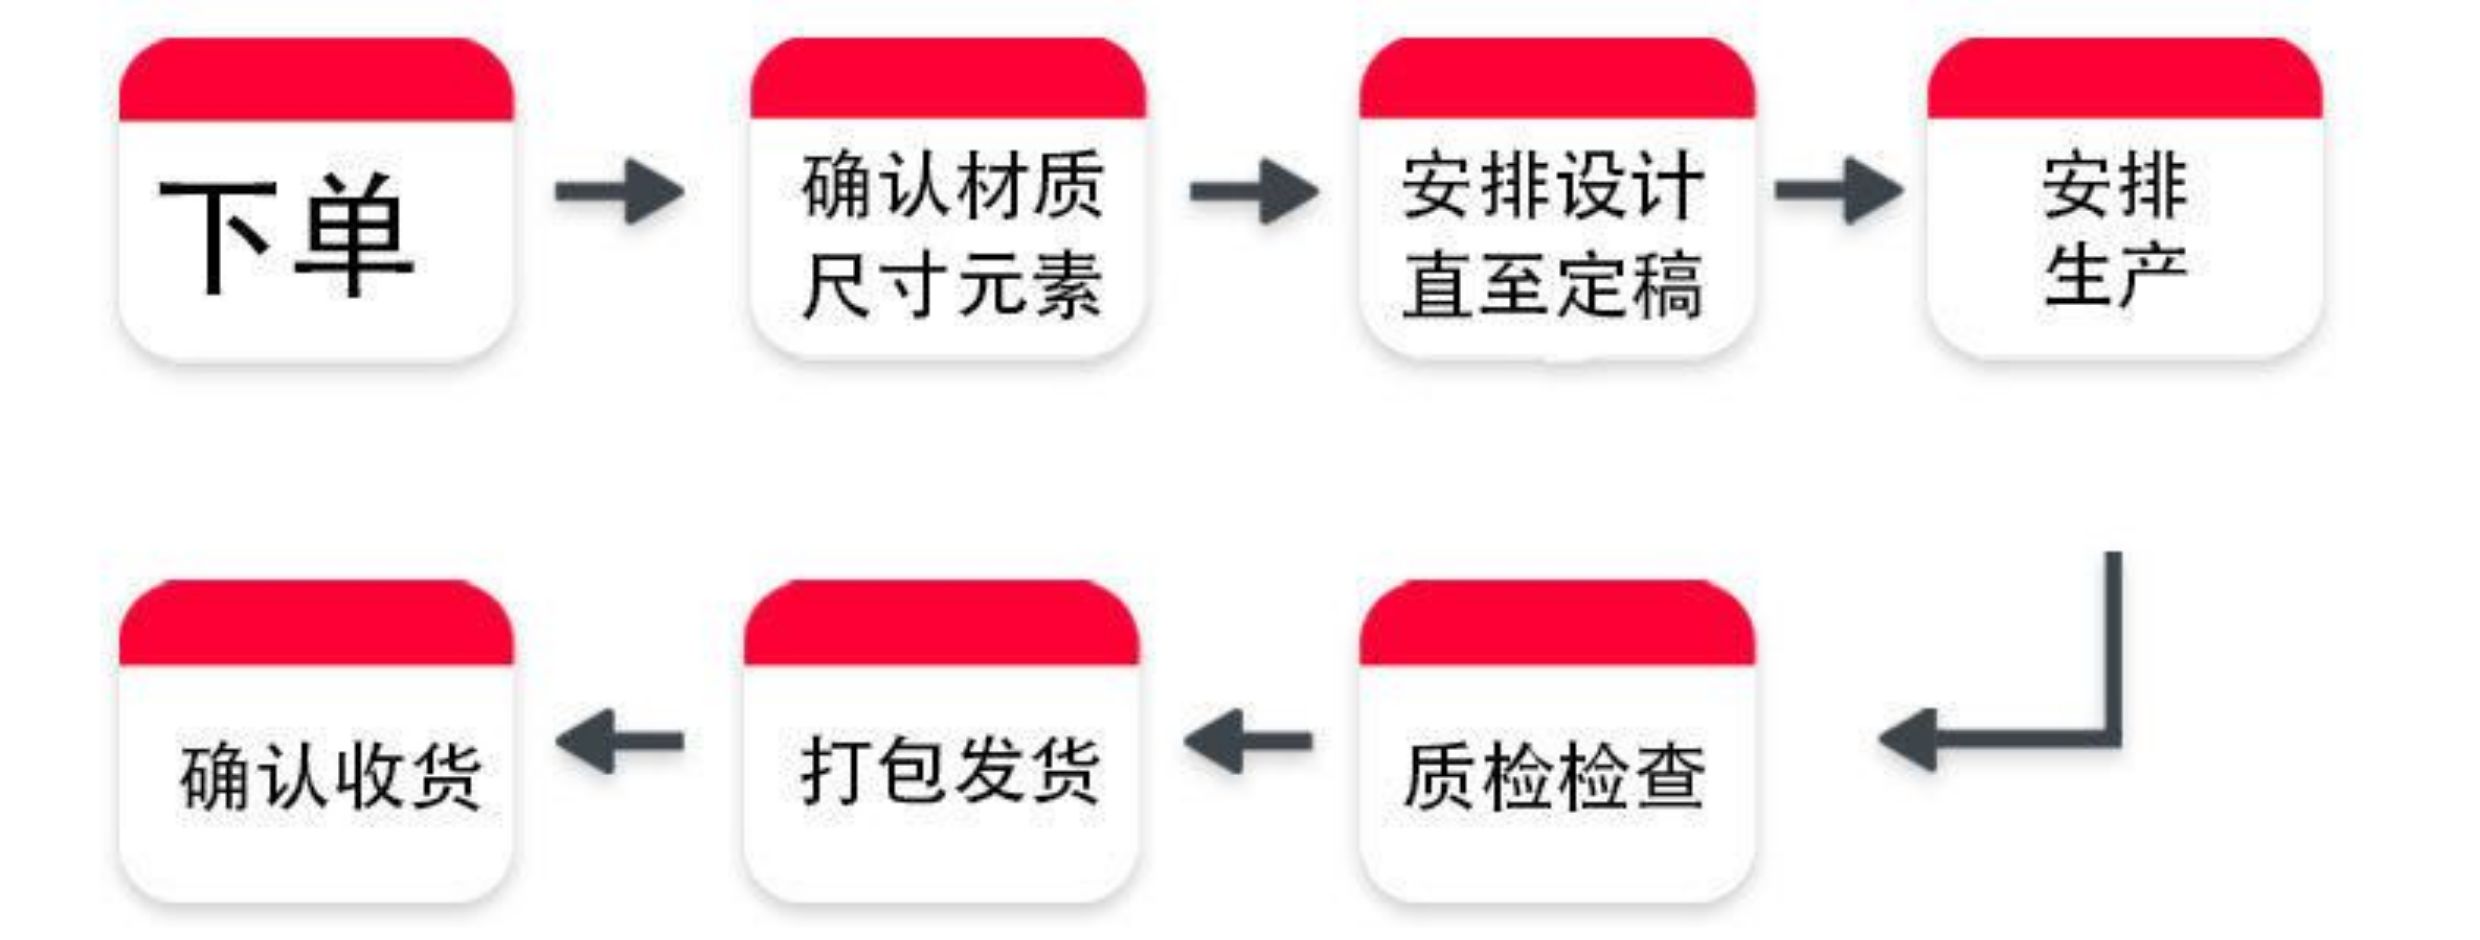 下单
确认材质
尺寸元素
安排设计
直至定稿
安排
生产
质检检查
打包发货
确认收货